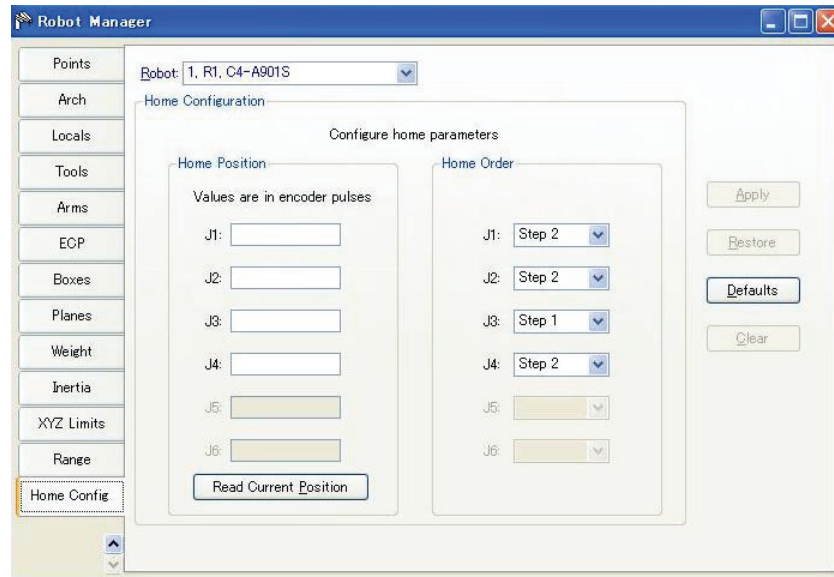 Robot Manager
Points
Arch
Locals
Tools
Arms
ECP
Boxes
Planes
Weight
Inertia
XYZ Limits
Range
Home Config
Robot: 1, R1, C4-A901S
Home Configuration
Configure home parameters
Home Position
Values are in encoder pulses
J1:
J2:
J3:
J4:
J5:
J6:
Read Current Position
Home Order
J1: Step 2
J2: Step 2
J3: Step 1
J4: Step 2
J5:
J6:
Apply
Restore
Defaults
Clear